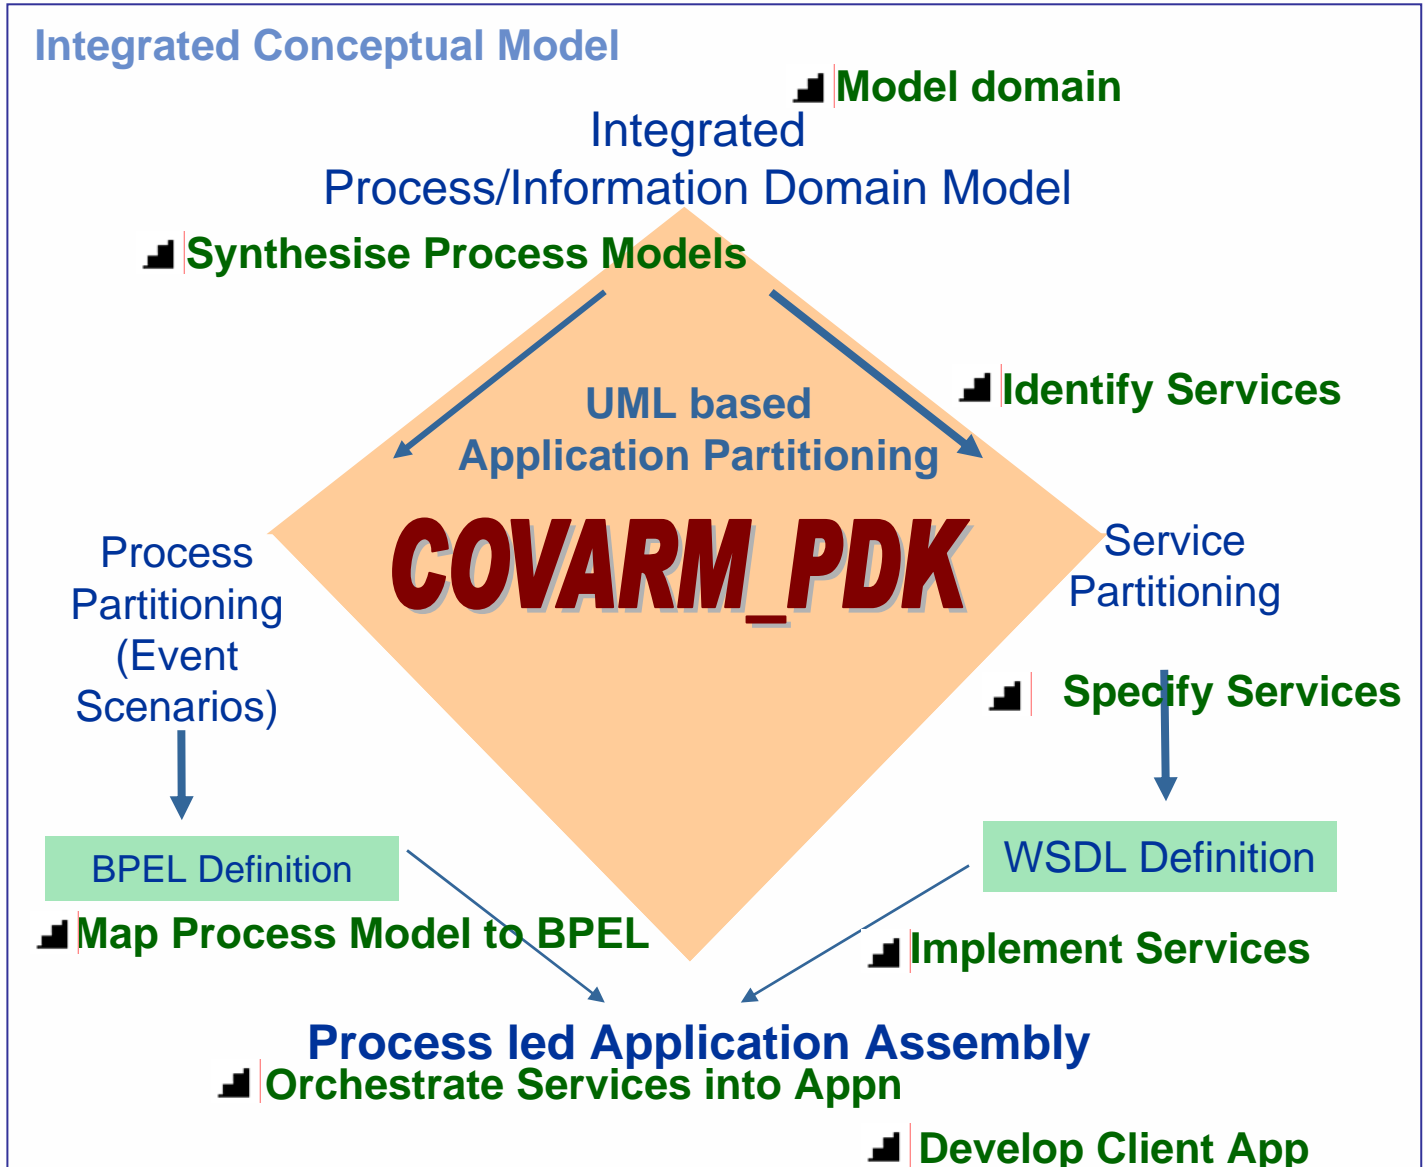 Integrated Conceptual Model
Model domain
Integrated
Process/Information Domain Model
Synthesise Process Models
Identify Services
UML based
Application Partitioning
COVARM_PDK
Process
Partitioning
(Event
Scenarios)
Service
Partitioning
Specify Services
BPEL Definition
WSDL Definition
Map Process Model to BPEL
Implement Services
Process led Application Assembly
Orchestrate Services into Appn
Develop Client App